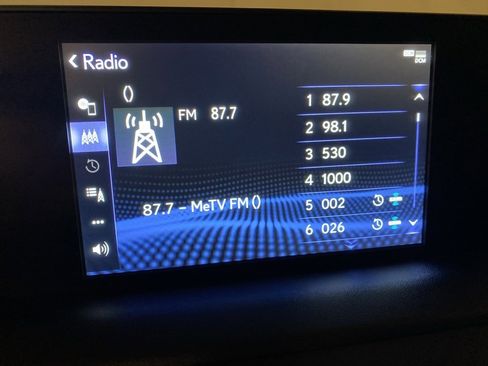 < Radio
DCM
()
FM 87.7
1 87.9
2 98.1
3 530
4 1000
87.7 – MeTV FM ()
5 002
6 026